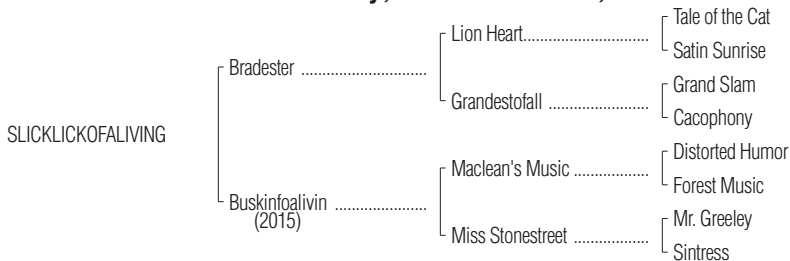 Tale of the Cat
Lion Heart
Satin Sunrise
Bradester
Grand Slam
Grandestofall
Cacophony
SLICKLICKOFALIVING
Distorted Humor
Maclean's Music
Forest Music
Buskinfoalivin
(2015)
Mr. Greeley
Miss Stonestreet
Sintress